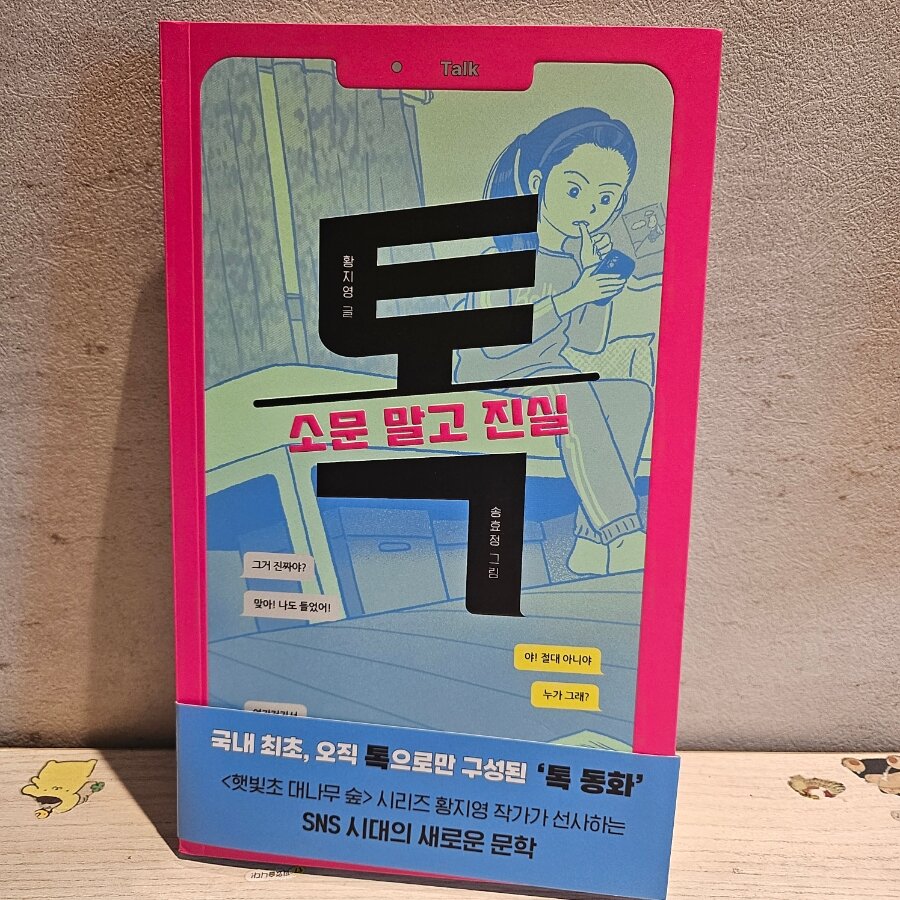 Talk
톡
황지영 글
소문 말고 진실
송효정 그림
그거 진짜야?
맞아! 나도 들었어!
야! 절대 아니야
누가 그래?
국내 최초, 오직 톡으로만 구성된 ‘톡 동화’
<햇빛초 대나무 숲> 시리즈 황지영 작가가 선사하는
SNS 시대의 새로운 문학